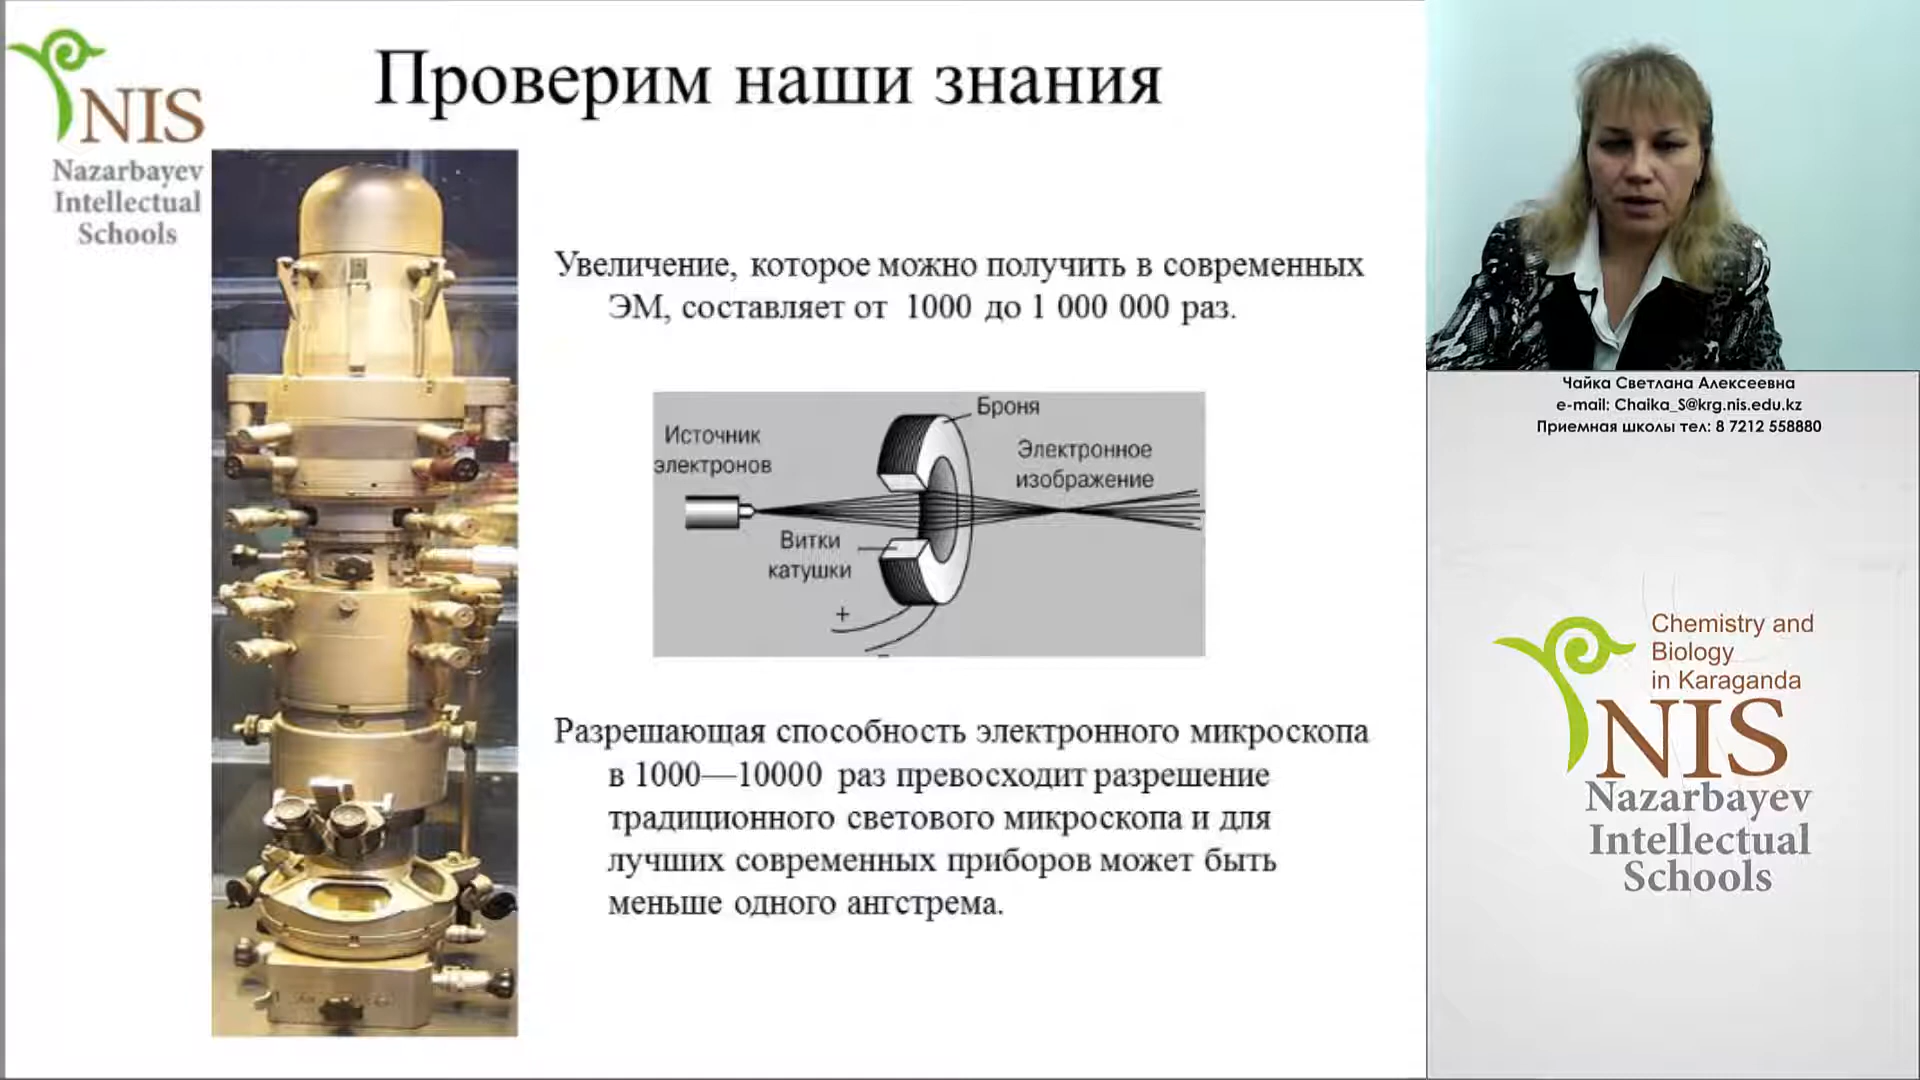 NIS
Nazarbayev
Intellectual
Schools
Проверим наши знания
Увеличение, которое можно получить в современных
ЭМ, составляет от 1000 до 1 000 000 раз.
Броня
Источник
электронов
Электронное
изображение
Витки
катушки
+
–
Разрешающая способность электронного микроскопа
в 1000—10000 раз превосходит разрешение
традиционного светового микроскопа и для
лучших современных приборов может быть
меньше одного ангстрема.
Чайка Светлана Алексеевна
e-mail: Chaika_S@krg.nis.edu.kz
Приемная школы тел: 8 7212 558880
Chemistry and
Biology
in Karaganda
NIS
Nazarbayev
Intellectual
Schools